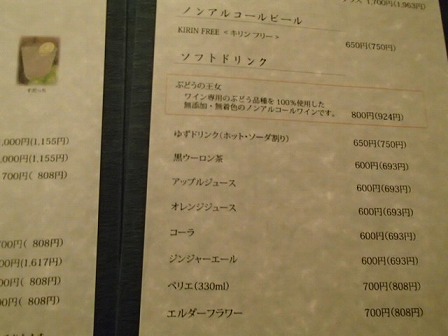 ,000円(1,155円)
,000円(1,155円)
700円( 808円)
00円( 808円)
00円(1,617円)
00円( 808円)
0円( 808円)
1,700円(1,963円)
ノンアルコールビール
KIRIN FREE < キリン フリー >
650円(750円)
ソフトドリンク
ぶどうの王女
ワイン専用のぶどう品種を 100%使用した
無添加・無着色のノンアルコールワインです。 800円(924円)
ゆずドリンク(ホット・ソーダ割り) 650円(750円)
黒ウーロン茶 600円(693円)
アップルジュース 600円(693円)
オレンジジュース 600円(693円)
コーラ 600円(693円)
ジンジャーエール 600円(693円)
ペリエ(330ml) 700円(808円)
エルダーフラワー 700円(808円)